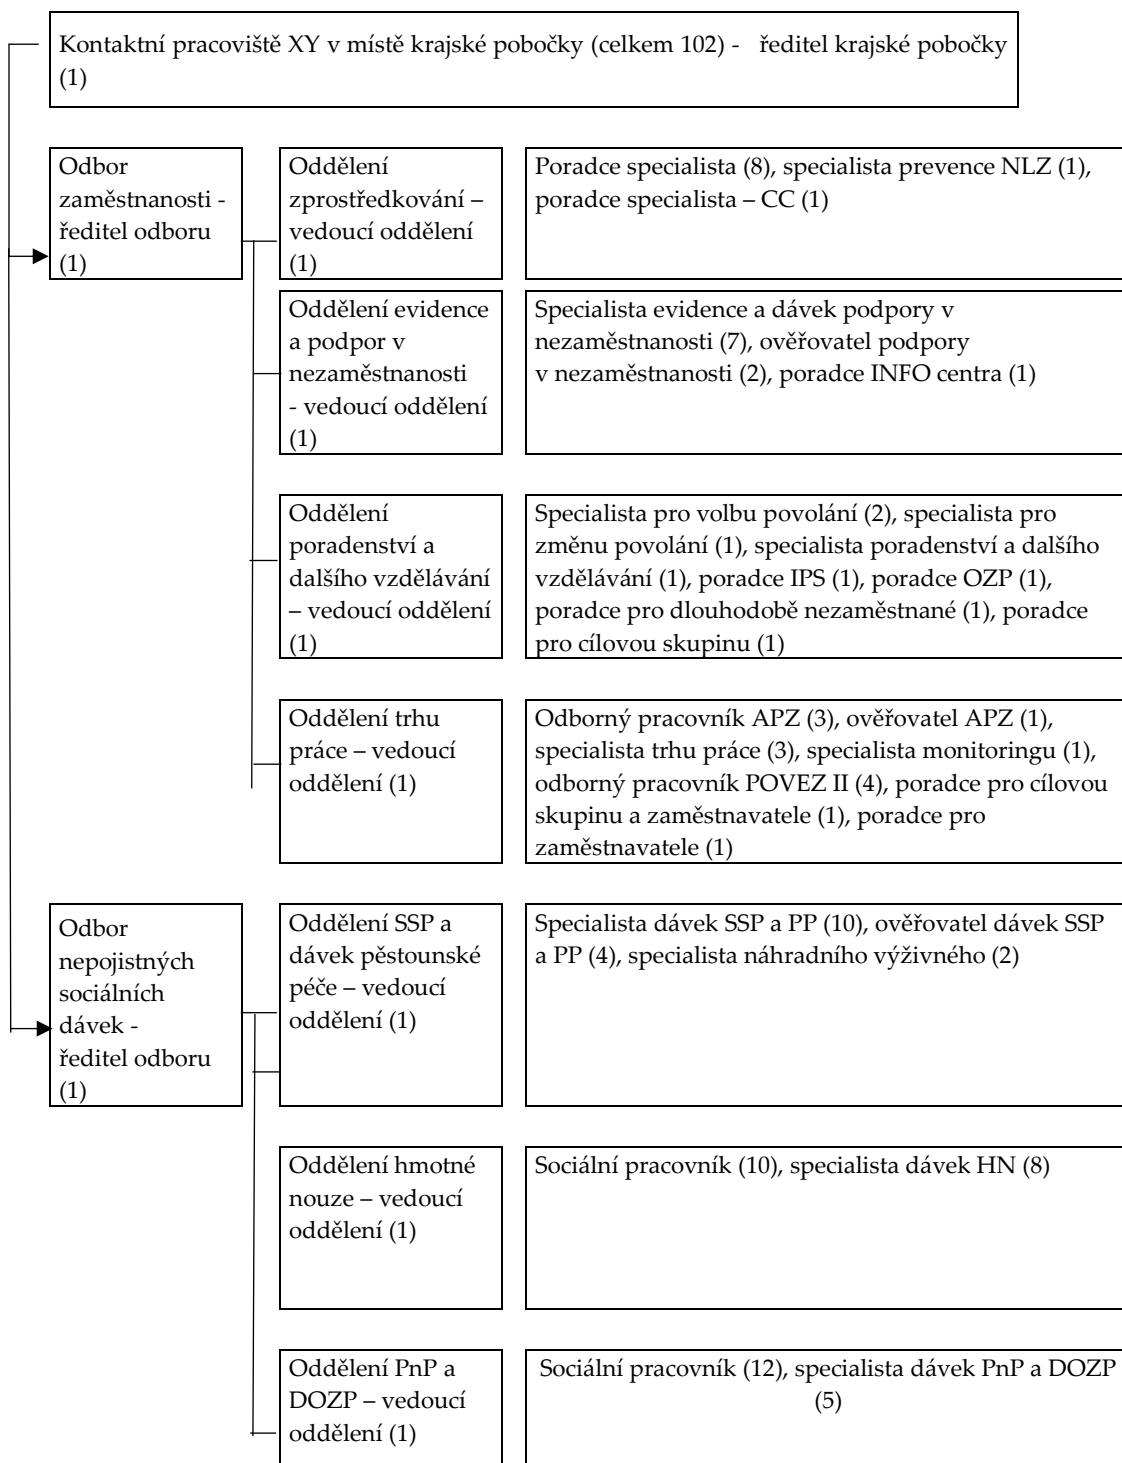 Kontaktní pracoviště XY v místě krajské pobočky (celkem 102) - ředitel krajské pobočky
(1)
Odbor
zaměstnanosti -
ředitel odboru
(1)
Oddělení
zprostředkování –
vedoucí oddělení
(1)
Poradce specialista (8), specialista prevence NLZ (1),
poradce specialista – CC (1)
Oddělení evidence
a podpor v
nezaměstnanosti
- vedoucí oddělení
(1)
Specialista evidence a dávek podpory v
nezaměstnanosti (7), ověřovatel podpory
v nezaměstnanosti (2), poradce INFO centra (1)
Oddělení
poradenství a
dalšího vzdělávání
– vedoucí oddělení
(1)
Specialista pro volbu povolání (2), specialista pro
změnu povolání (1), specialista poradenství a dalšího
vzdělávání (1), poradce IPS (1), poradce OZP (1),
poradce pro dlouhodobě nezaměstnané (1), poradce
pro cílovou skupinu (1)
Oddělení trhu
práce – vedoucí
oddělení (1)
Odborný pracovník APZ (3), ověřovatel APZ (1),
specialista trhu práce (3), specialista monitoringu (1),
odborný pracovník POVEZ II (4), poradce pro cílovou
skupinu a zaměstnavatele (1), poradce pro
zaměstnavatele (1)
Odbor
nepojistných
sociálních
dávek -
ředitel odboru
(1)
Oddělení SSP a
dávek pěstounské
péče – vedoucí
oddělení (1)
Specialista dávek SSP a PP (10), ověřovatel dávek SSP
a PP (4), specialista náhradního výživného (2)
Oddělení hmotné
nouze – vedoucí
oddělení (1)
Sociální pracovník (10), specialista dávek HN (8)
Oddělení PnP a
DOZP – vedoucí
oddělení (1)
Sociální pracovník (12), specialista dávek PnP a DOZP
(5)